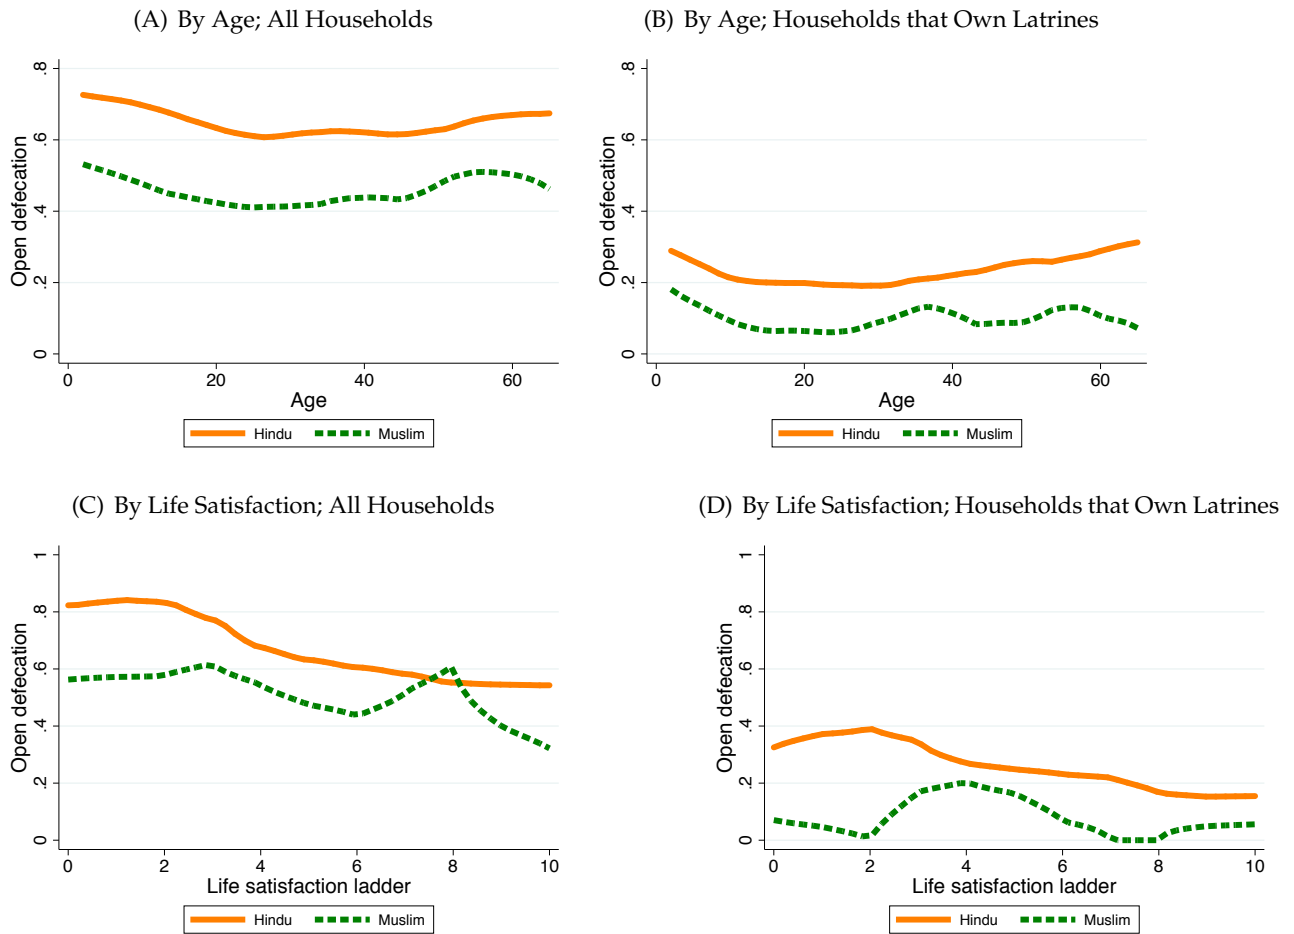 (A) By Age; All Households
(B) By Age; Households that Own Latrines
Open defecation
0 .2 .4 .6 .8
0 20 40 60
Age
Hindu Muslim
Open defecation
0 .2 .4 .6 .8
0 20 40 60
Age
Hindu Muslim
(C) By Life Satisfaction; All Households
(D) By Life Satisfaction; Households that Own Latrines
Open defecation
0 .2 .4 .6 .8 1
0 2 4 6 8 10
Life satisfaction ladder
Hindu Muslim
Open defecation
0 .2 .4 .6 .8 1
0 2 4 6 8 10
Life satisfaction ladder
Hindu Muslim